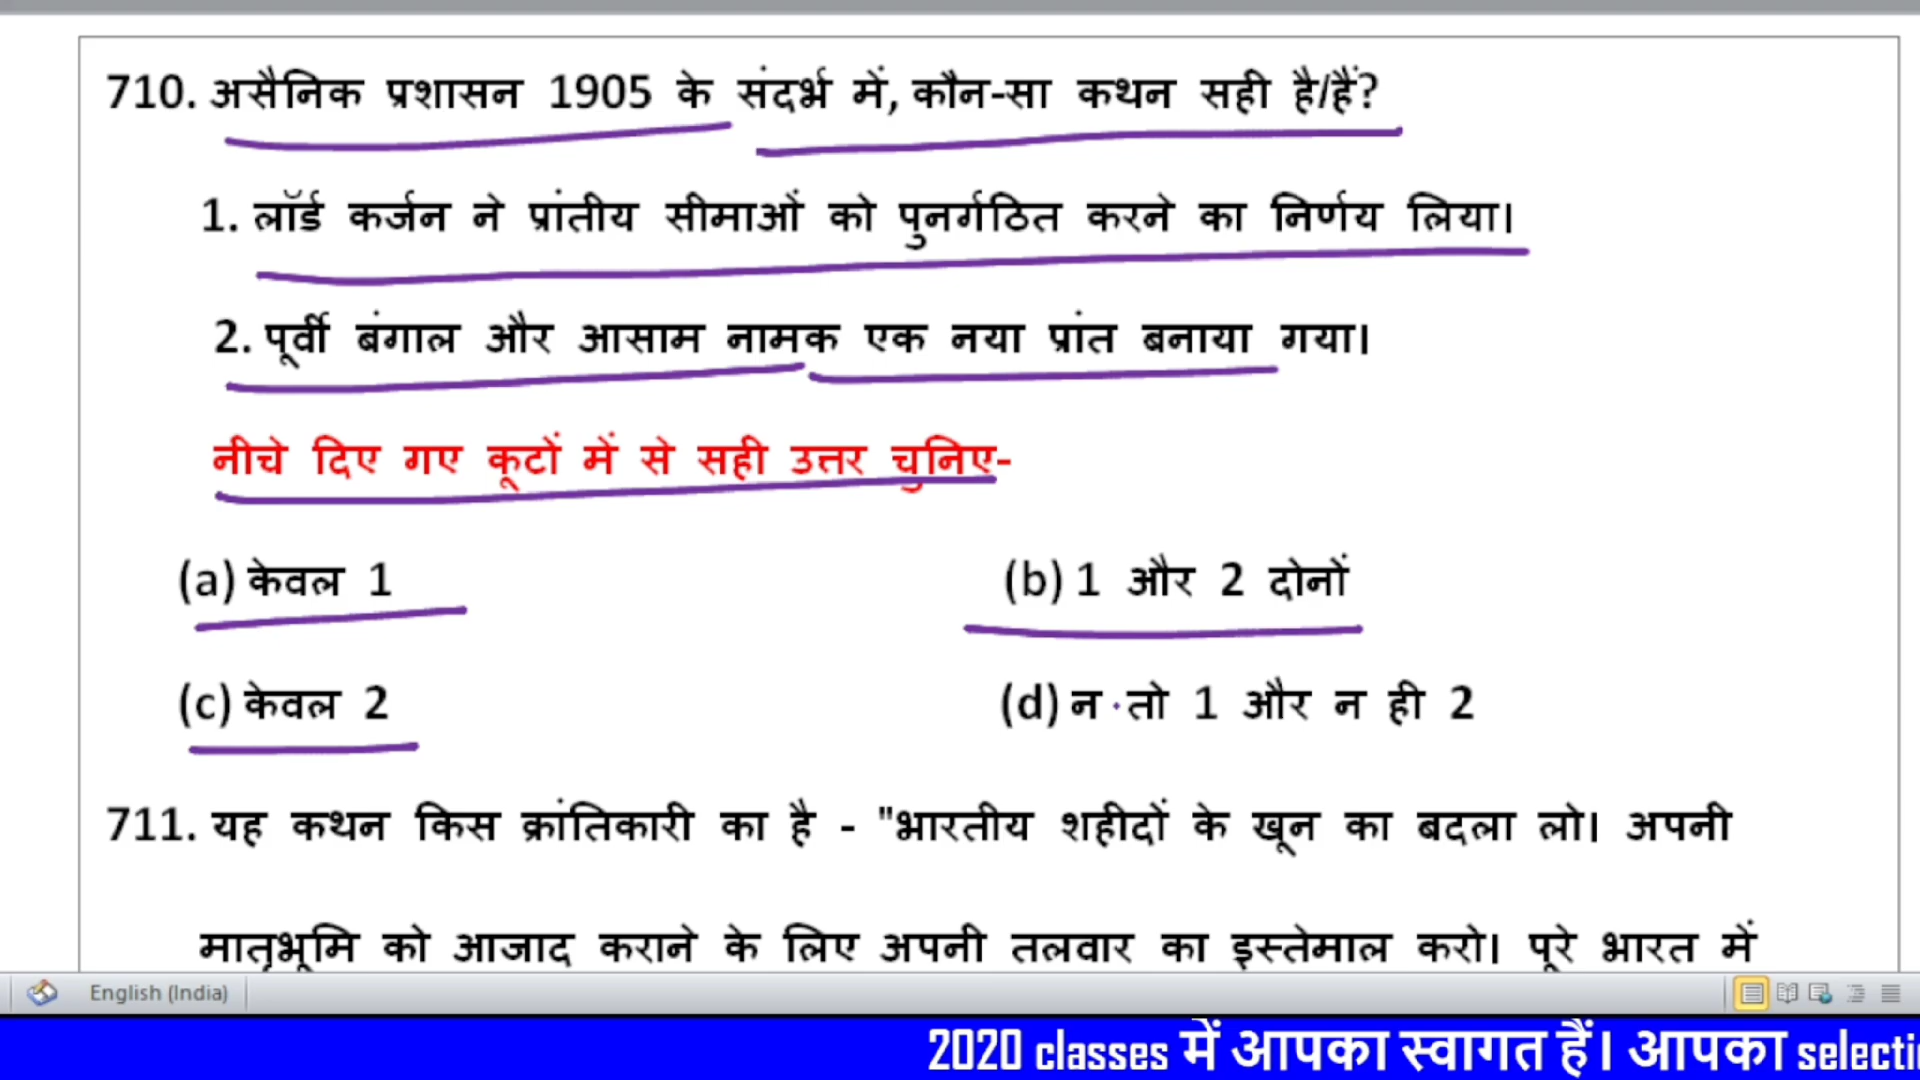 710. असैनिक प्रशासन 1905 के संदर्भ में, कौन-सा कथन सही है/हैं?
1. लॉर्ड कर्जन ने प्रांतीय सीमाओं को पुनर्गठित करने का निर्णय लिया।
2. पूर्वी बंगाल और आसाम नामक एक नया प्रांत बनाया गया।
नीचे दिए गए कूटों में से सही उत्तर चुनिए-
(a) केवल 1 (b) 1 और 2 दोनों
(c) केवल 2 (d) न तो 1 और न ही 2
711. यह कथन किस क्रांतिकारी का है - "भारतीय शहीदों के खून का बदला लो। अपनी
मातृभूमि को आजाद कराने के लिए अपनी तलवार का इस्तेमाल करो। पूरे भारत में
English (India)
2020 classes में आपका स्वागत हैं। आपका selecti